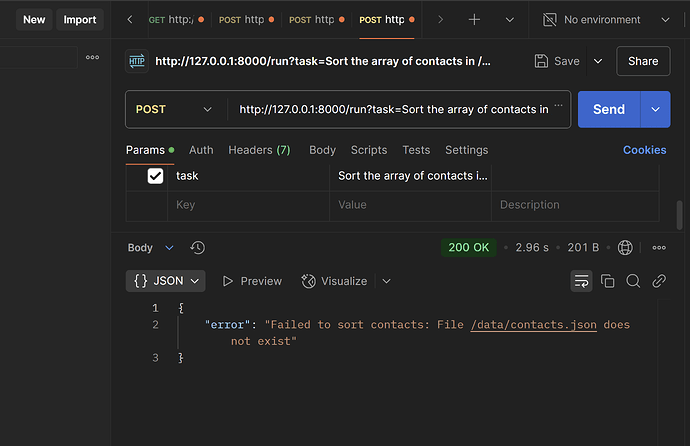 New Import GET http:/ POST http POST http POST http No environment
HTTP http://127.0.0.1:8000/run?task=Sort the array of contacts in /... Save Share
POST http://127.0.0.1:8000/run?task=Sort the array of contacts in ... Send
Params Auth Headers (7) Body Scripts Tests Settings Cookies
task Sort the array of contacts i...
Key Value Description
Body 200 OK • 2.96 s • 201 B
{} JSON Preview Visualize
1 {
2 "error": "Failed to sort contacts: File /data/contacts.json does
not exist"
3 }